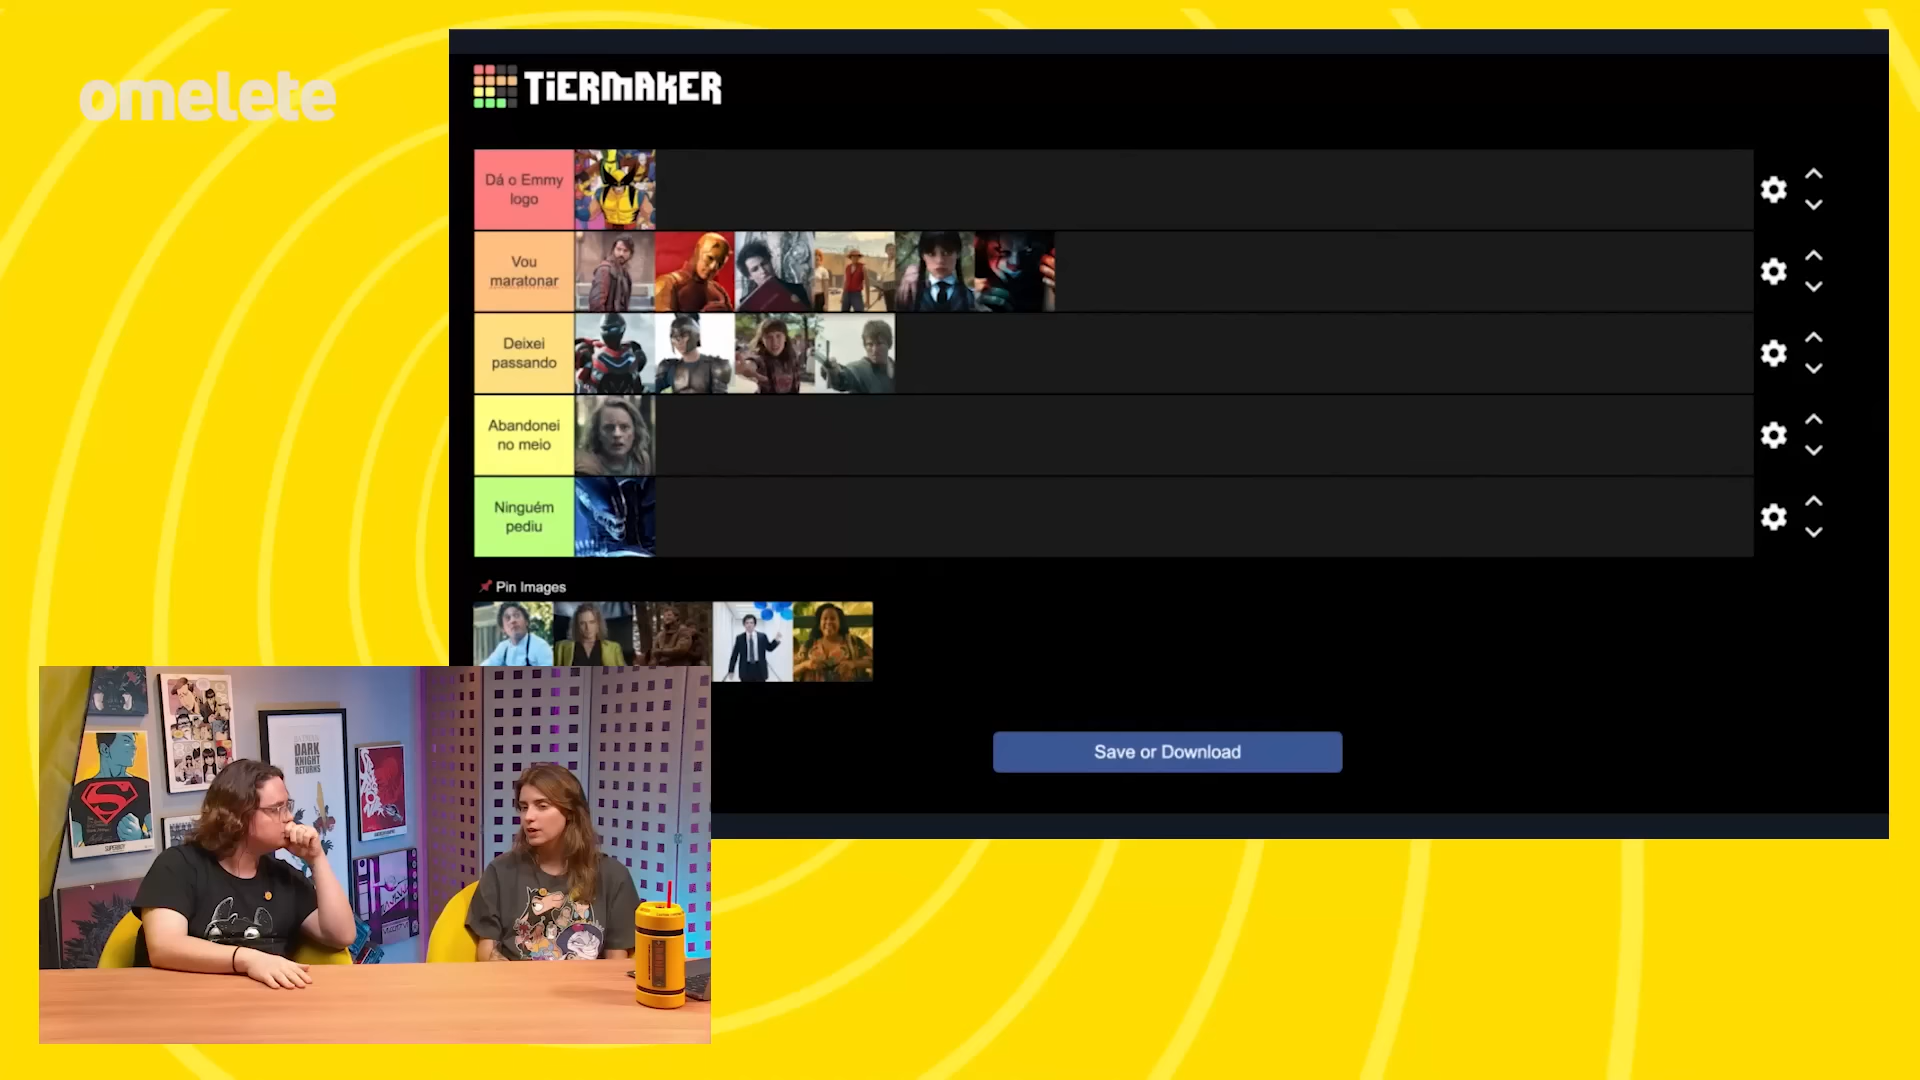 omelete
TiERMAKER
Dá o Emmy
logo
Vou
maratonar
Deixei
passando
Abandonei
no meio
Ninguém
pediu
Pin Images
Save or Download
DARK
KNIGHT
RETURNS
SUPERBOY